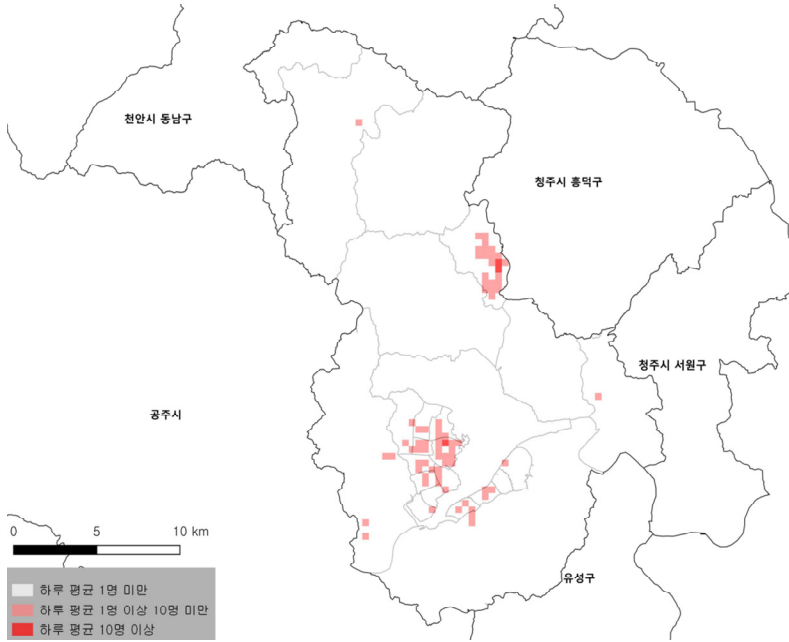 천안시 동남구
청주시 흥덕구
청주시 서원구
공주시
유성구
0 5 10 km
하루 평균 1명 미만
하루 평균 1명 이상 10명 미만
하루 평균 10명 이상